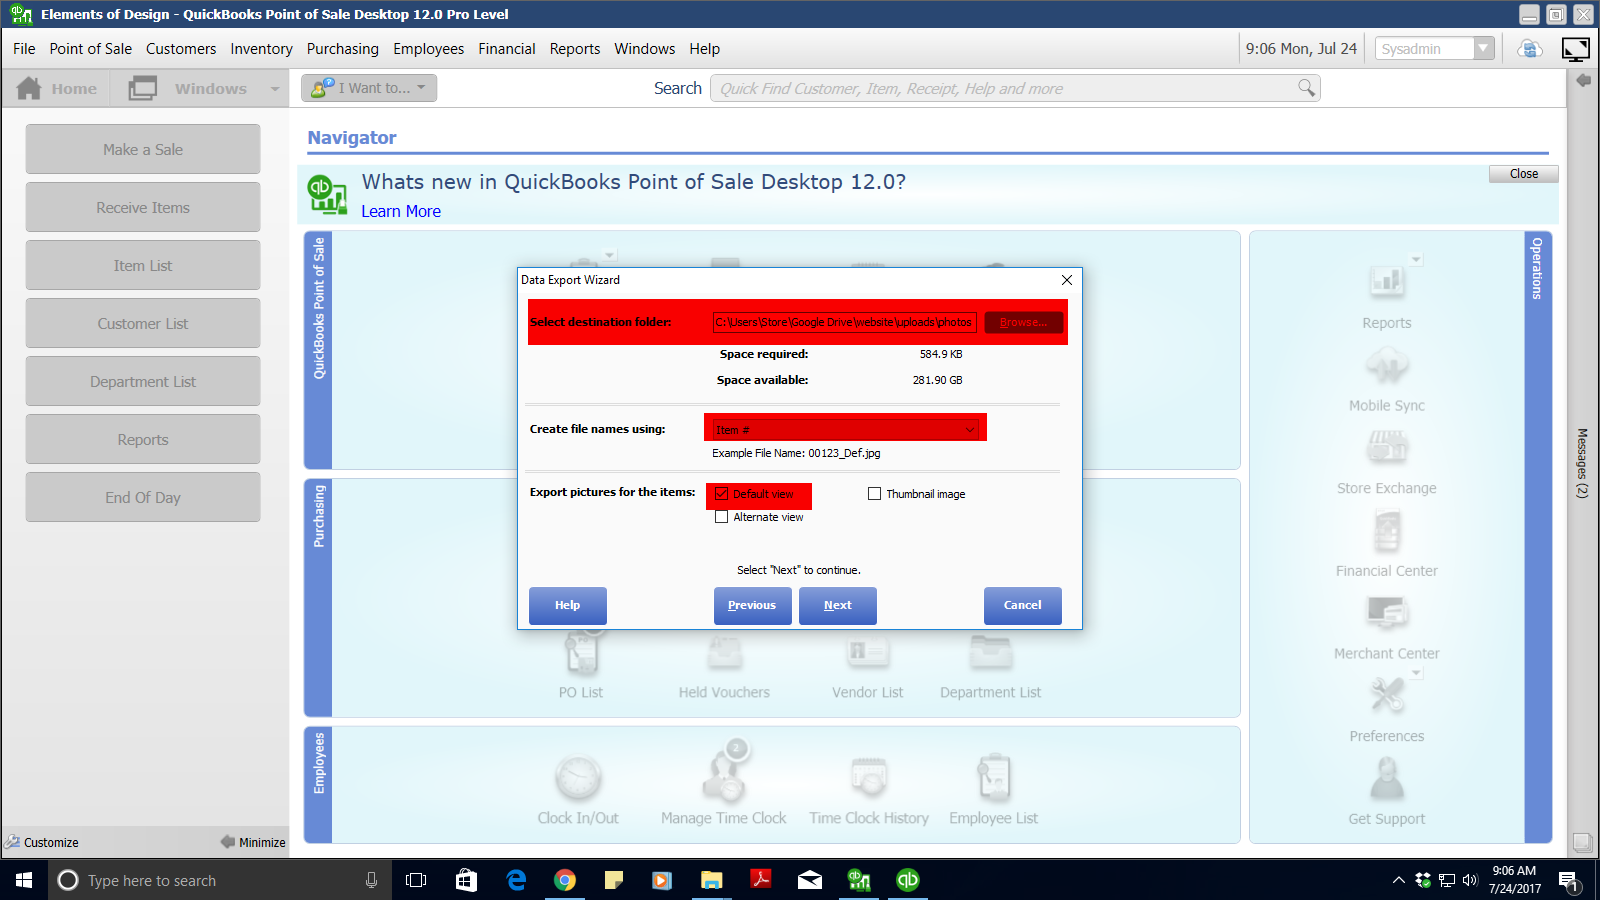 Elements of Design - QuickBooks Point of Sale Desktop 12.0 Pro Level
File Point of Sale Customers Inventory Purchasing Employees Financial Reports Windows Help
9:06 Mon, Jul 24
Sysadmin
Home
Windows
I Want to...
Search
Quick Find Customer, Item, Receipt, Help and more
Make a Sale
Receive Items
Item List
Customer List
Department List
Reports
End Of Day
Customize
Minimize
Navigator
qb
Whats new in QuickBooks Point of Sale Desktop 12.0?
Learn More
Close
QuickBooks Point of Sale
Purchasing
Employees
Data Export Wizard
Select destination folder:
C:\Users\Store\Google Drive\website\uploads\photos
Browse...
Space required: 584.9 KB
Space available: 281.90 GB
Create file names using:
Item #
Example File Name: 00123_Def.jpg
Export pictures for the items:
Default view
Thumbnail image
Alternate view
Select "Next" to continue.
Help
Previous
Next
Cancel
PO List
Held Vouchers
Vendor List
Department List
2
Clock In/Out
Manage Time Clock
Time Clock History
Employee List
Operations
Reports
Mobile Sync
Store Exchange
Financial Center
Merchant Center
Preferences
Get Support
Messages (2)
Type here to search
qb
9:06 AM
7/24/2017
1